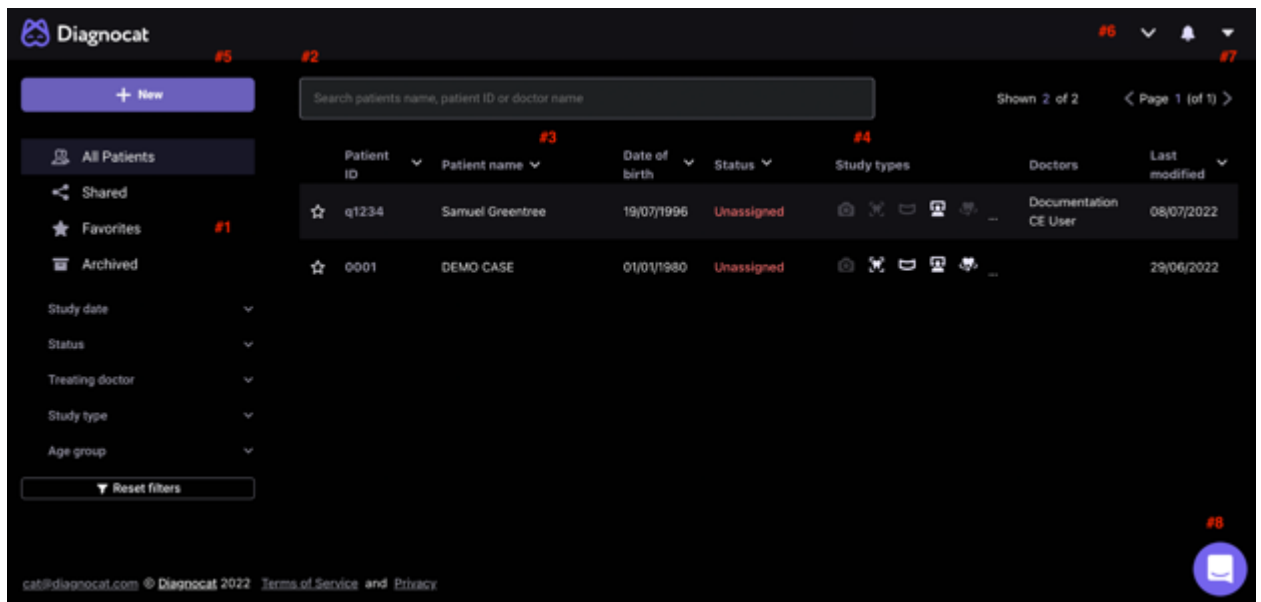 Diagnocat
#6
#5
#2
#7
+ New
Search patients name, patient ID or doctor name
Shown 2 of 2
< Page 1 (of 1) >
#3
#4
All Patients
Shared
Favorites
#1
Archived
Study date
Status
Treating doctor
Study type
Age group
Reset filters
Patient ID
Patient name
Date of birth
Status
Study types
Doctors
Last modified
q1234
Samuel Greentree
19/07/1996
Unassigned
...
Documentation
CE User
08/07/2022
0001
DEMO CASE
01/01/1980
Unassigned
...
29/06/2022
#8
cat@diagnocat.com © Diagnocat 2022 Terms of Service and Privacy